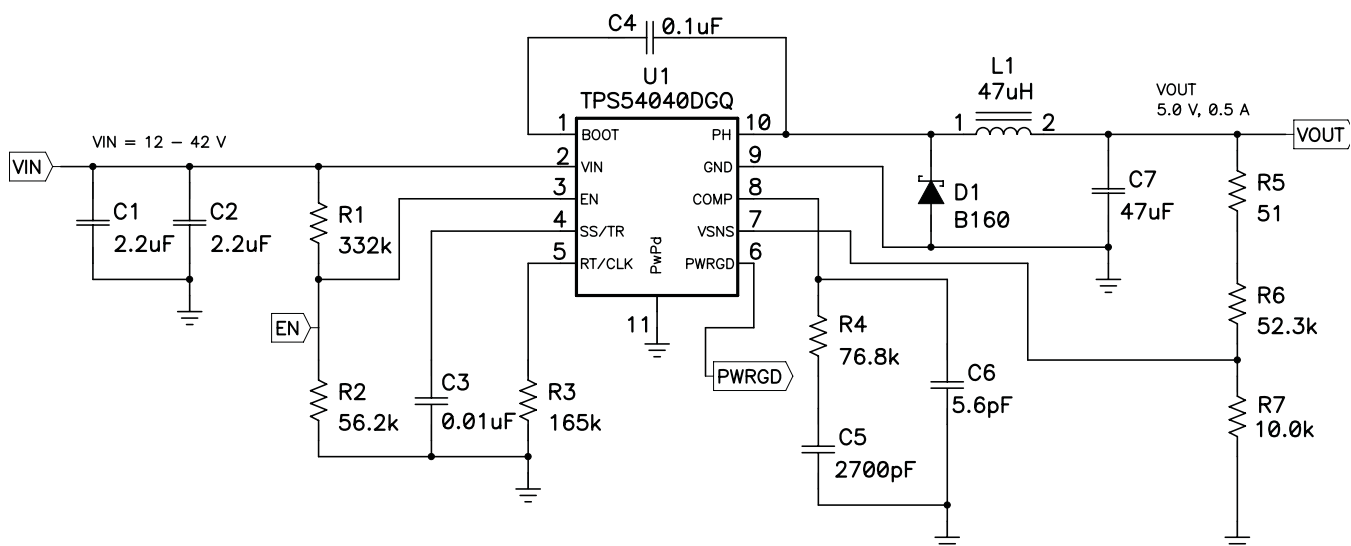 C4
0.1uF
U1
TPS54040DGQ
L1
47uH
VOUT
5.0 V, 0.5 A
VIN = 12 – 42 V
VIN
1
BOOT
PH
10
1
2
VOUT
2
VIN
GND
9
3
EN
COMP
8
4
SS/TR
VSNS
7
5
RT/CLK
PwPd
PWRGD
6
11
C1
2.2uF
C2
2.2uF
R1
332k
D1
B160
C7
47uF
R5
51
EN
R4
76.8k
R6
52.3k
PWRGD
R2
56.2k
C3
0.01uF
R3
165k
C6
5.6pF
R7
10.0k
C5
2700pF